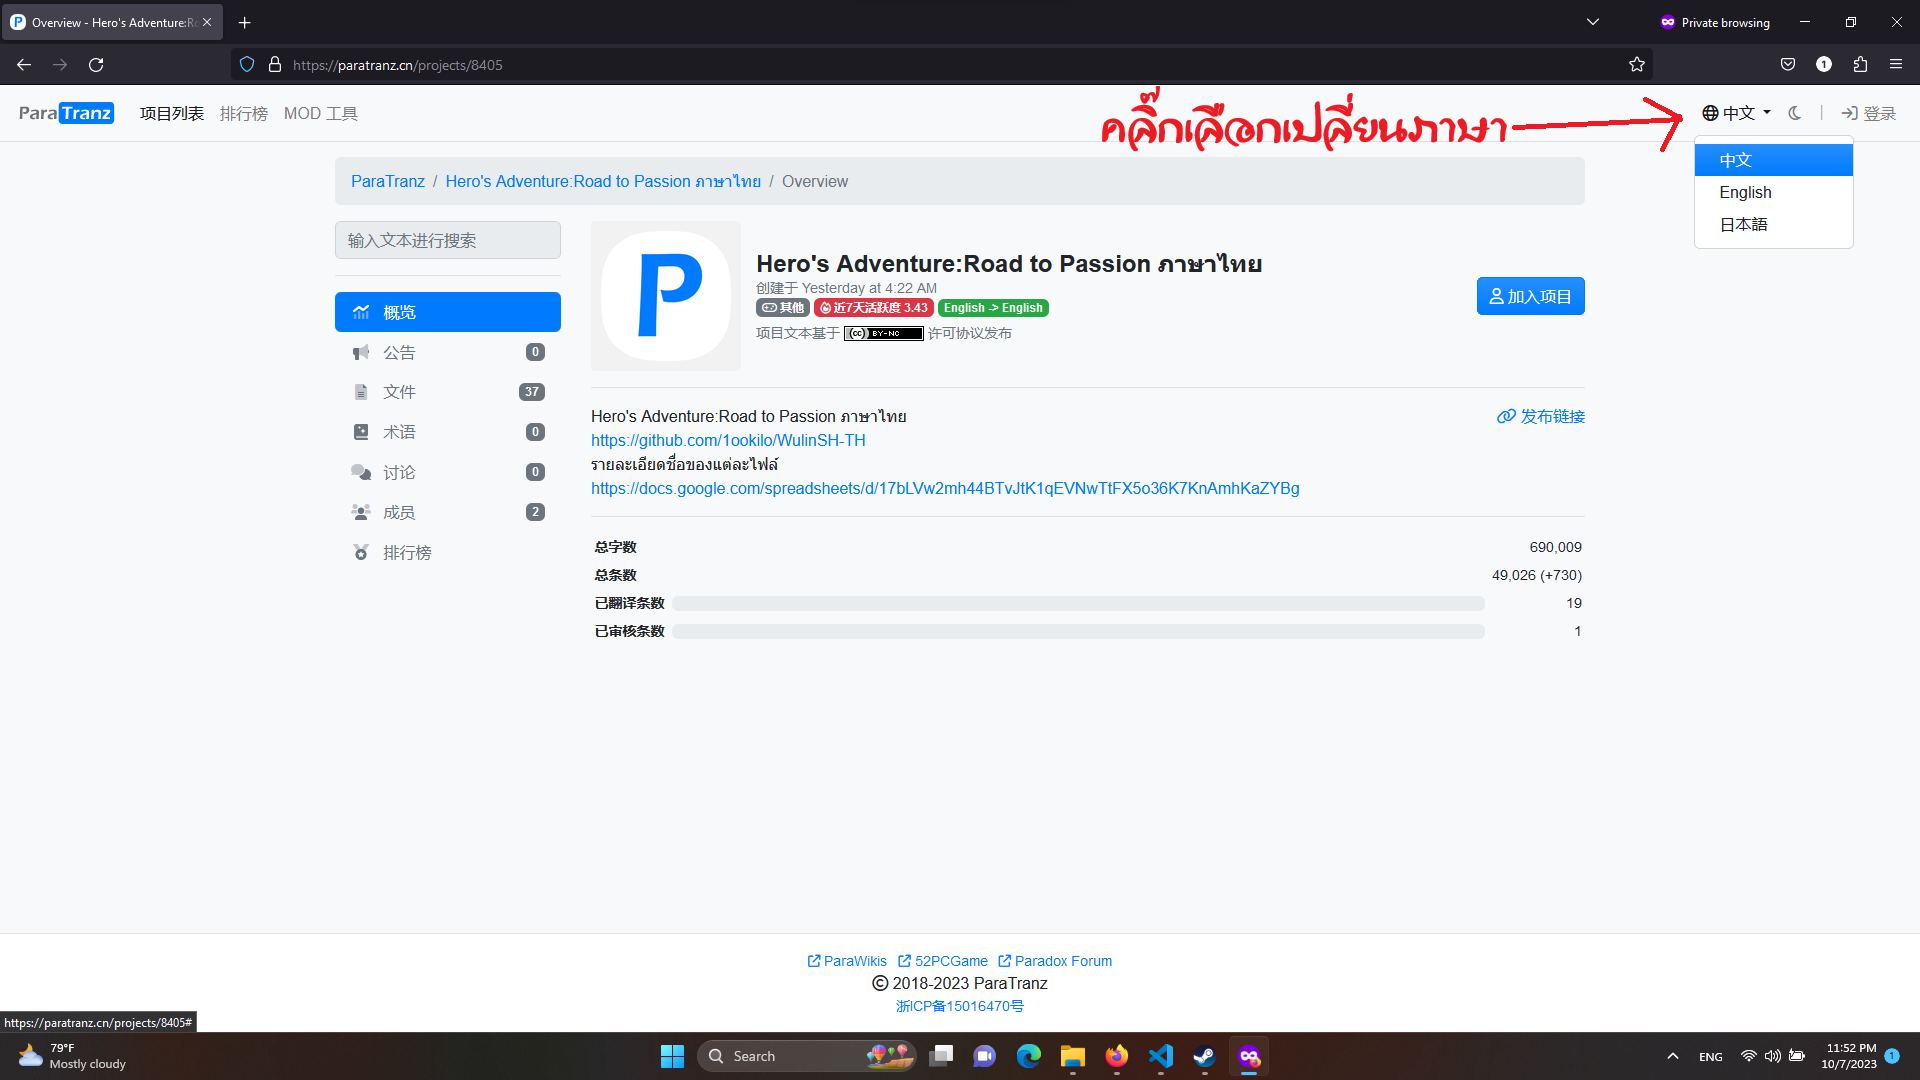 Overview - Hero's Adventure:Ro
Private browsing
https://paratranz.cn/projects/8405
1
ParaTranz
项目列表
排行榜
MOD 工具
คลิ๊กเลือกเปลี่ยนภาษา
中文
登录
中文
English
日本語
ParaTranz / Hero's Adventure:Road to Passion ภาษาไทย / Overview
输入文本进行搜索
概览
公告 0
文件 37
术语 0
讨论 0
成员 2
排行榜
P
Hero's Adventure:Road to Passion ภาษาไทย
创建于 Yesterday at 4:22 AM
其他 近7天活跃度 3.43 English -> English
项目文本基于 (cc) BY-NC 许可协议发布
加入项目
Hero's Adventure:Road to Passion ภาษาไทย
发布链接
https://github.com/1ookilo/WulinSH-TH
รายละเอียดชื่อของแต่ละไฟล์
https://docs.google.com/spreadsheets/d/17bLVw2mh44BTvJtK1qEVNwTtFX5o36K7KnAmhKaZYBg
总字数 690,009
总条数 49,026 (+730)
已翻译条数 19
已审核条数 1
ParaWikis 52PCGame Paradox Forum
© 2018-2023 ParaTranz
浙ICP备15016470号
https://paratranz.cn/projects/8405#
79°F
Mostly cloudy
Search
ENG
11:52 PM
10/7/2023
1